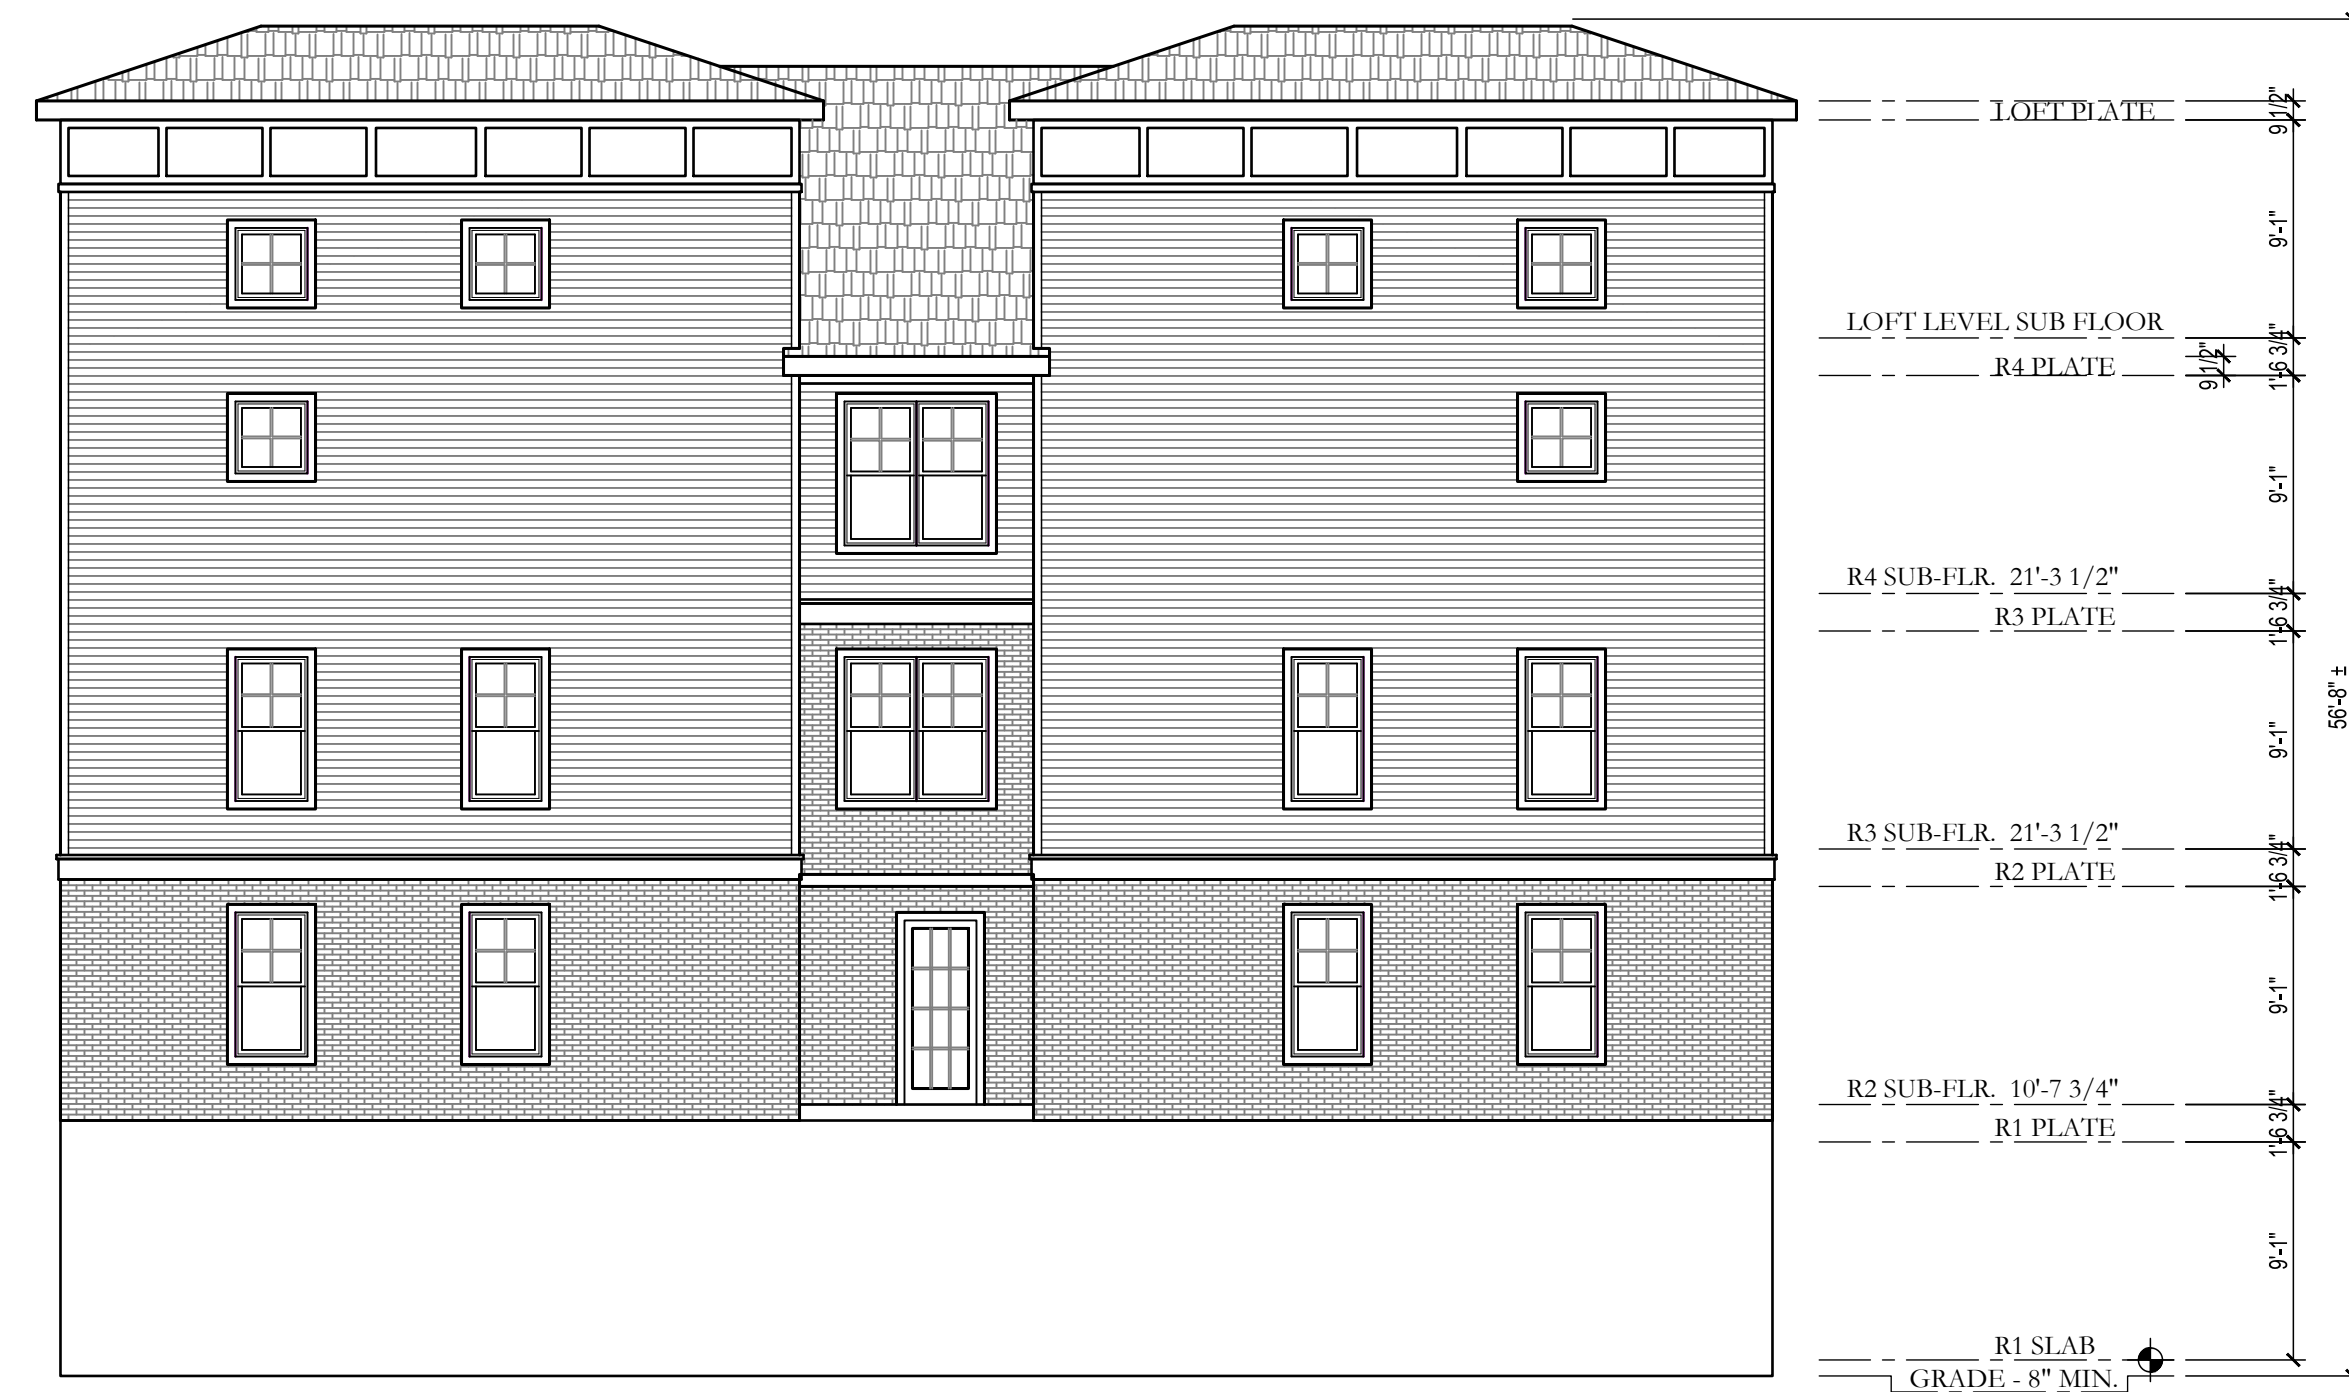 9 1/2"
LOFT PLATE
9'-1"
LOFT LEVEL SUB FLOOR
1'-6 3/4"
9 1/2"
R4 PLATE
9'-1"
R4 SUB-FLR. 21'-3 1/2"
1'-6 3/4"
R3 PLATE
56'-8" ±
9'-1"
R3 SUB-FLR. 21'-3 1/2"
1'-6 3/4"
R2 PLATE
9'-1"
R2 SUB-FLR. 10'-7 3/4"
1'-6 3/4"
R1 PLATE
9'-1"
R1 SLAB
GRADE - 8" MIN.